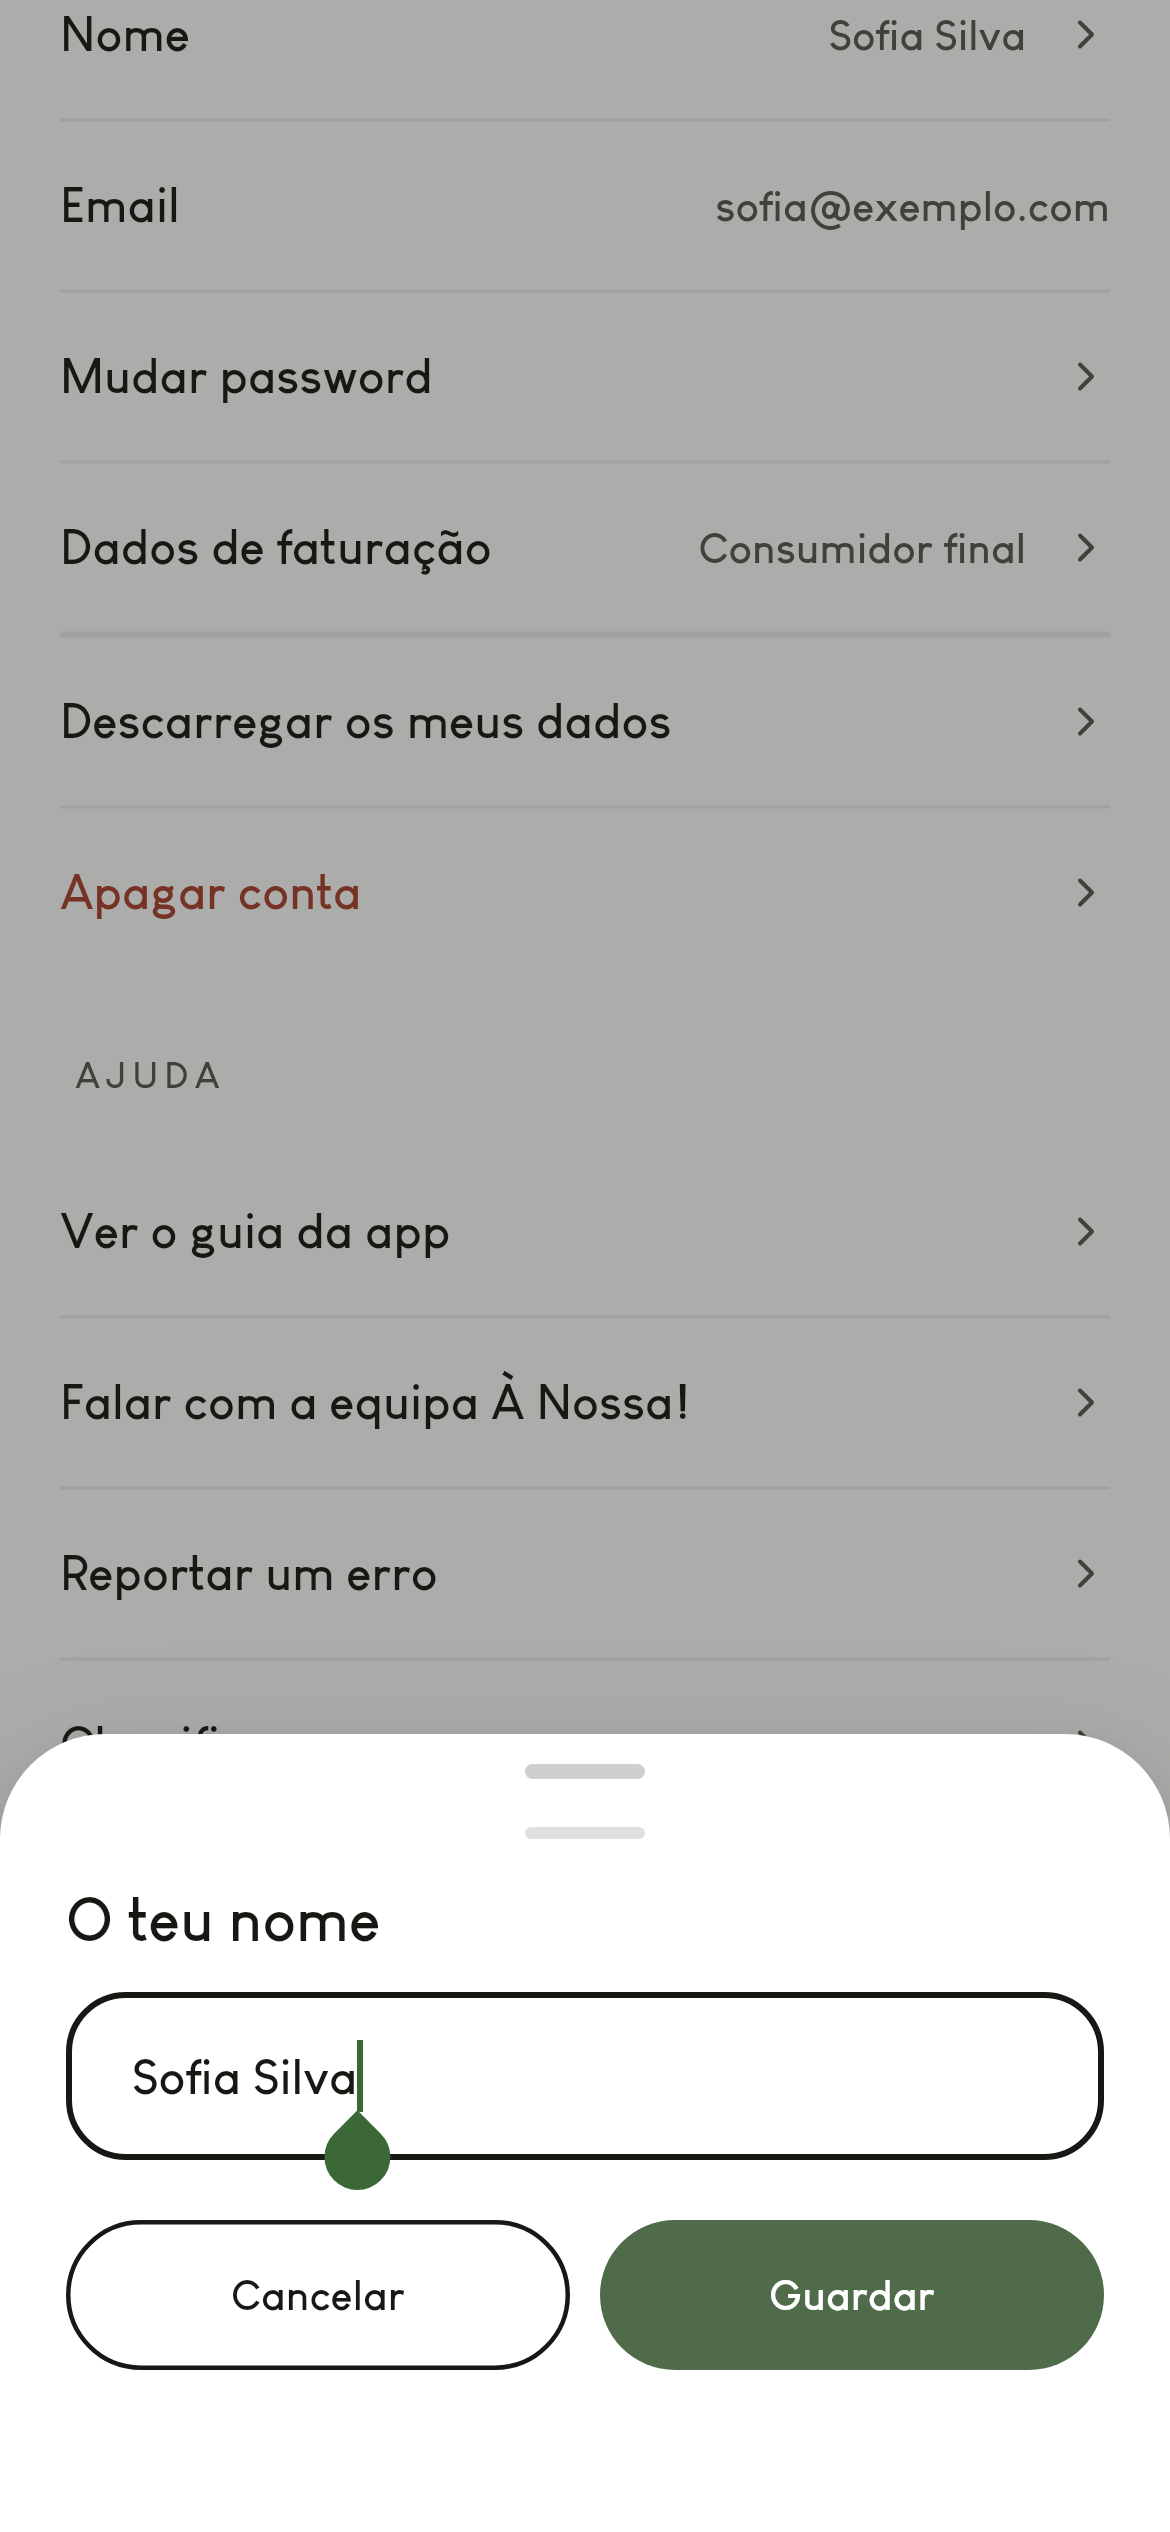 Nome Sofia Silva
Email sofia@exemplo.com
Mudar password
Dados de faturação Consumidor final
Descarregar os meus dados
Apagar conta
AJUDA
Ver o guia da app
Falar com a equipa À Nossa!
Reportar um erro
O teu nome
Sofia Silva
Cancelar Guardar